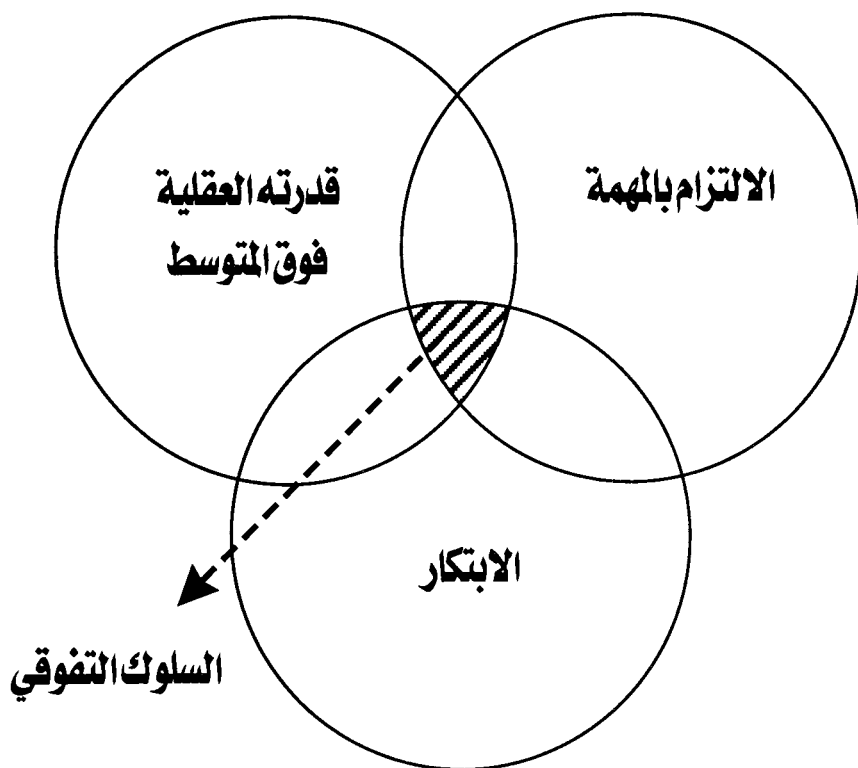 الالتزام بالمهمة
قدرته العقلية
فوق المتوسط
الابتكار
السلوك التفوقي